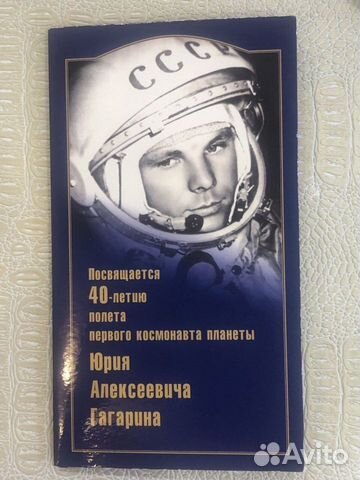 СССР
Посвящается
40-летию
полета
первого космонавта планеты
Юрия
Алексеевича
Гагарина
Avito